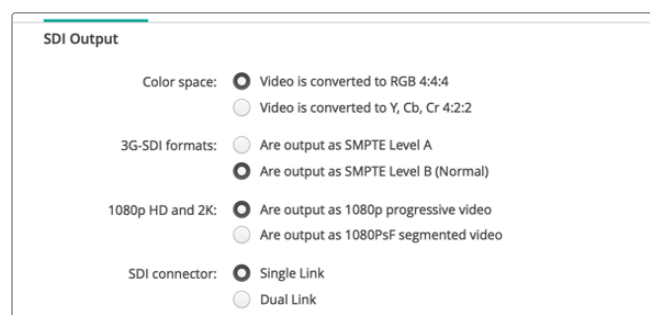 SDI Output
Color space: Video is converted to RGB 4:4:4
Video is converted to Y, Cb, Cr 4:2:2
3G-SDI formats: Are output as SMPTE Level A
Are output as SMPTE Level B (Normal)
1080p HD and 2K: Are output as 1080p progressive video
Are output as 1080PsF segmented video
SDI connector: Single Link
Dual Link